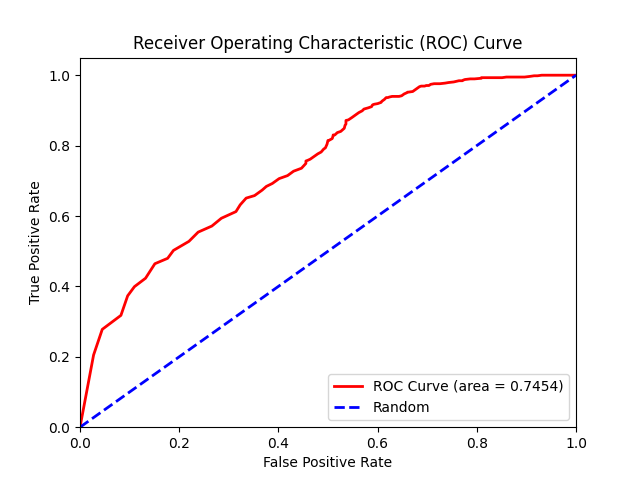 Receiver Operating Characteristic (ROC) Curve
True Positive Rate
1.0
0.8
0.6
0.4
0.2
0.0
ROC Curve (area = 0.7454)
Random
0.0 0.2 0.4 0.6 0.8 1.0
False Positive Rate